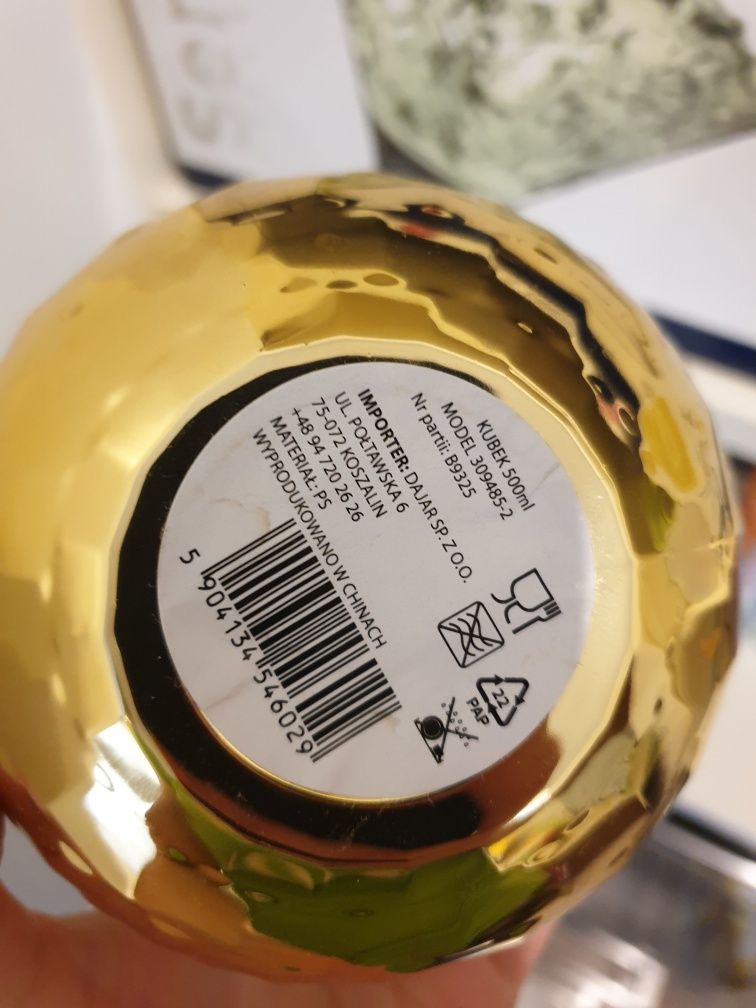 KUBEK 500ml
MODEL 309485-2
Nr partii: B9325
IMPORTER: DAJAR SP. Z O.O.
UL. POŁTAWSKA 6
75-072 KOSZALIN
+48 94 720 26 26
MATERIAŁ: PS
WYPRODUKOWANO W CHINACH
5 904134 546029
22
PAP